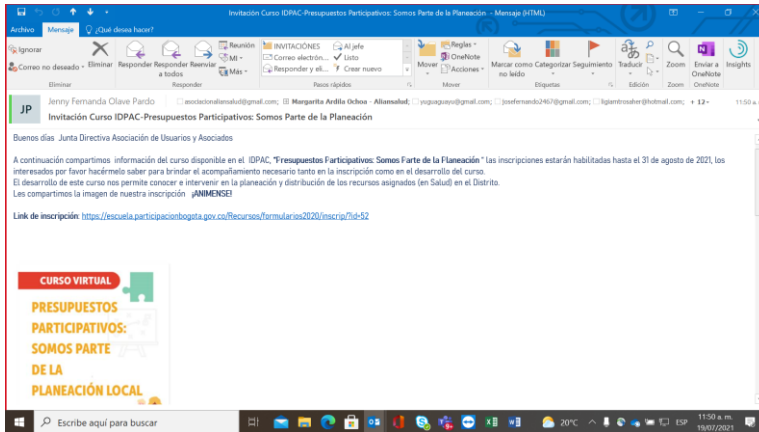 Invitación Curso IDPAC-Presupuestos Participativos: Somos Parte de la Planeación - Mensaje (HTML)
Archivo Mensaje ¿Qué desea hacer?
Ignorar
Correo no deseado
Eliminar
Responder Responder a todos Reenviar
Reunión
MI
Más
INVITACIÓNES
Correo electrón...
Responder y eli...
Al jefe
Listo
Crear nuevo
Mover
Reglas
OneNote
Acciones
Marcar como no leído
Categorizar
Seguimiento
Traducir
Zoom
Enviar a OneNote
Insights
Eliminar Responder Pasos rápidos Mover Etiquetas Edición Zoom OneNote
JP
Jenny Fernanda Olave Pardo asociacionaliansalud@gmail.com; Margarita Ardila Ochoa - Aliansalud; yuguaguayu@gmail.com; josefernando2467@gmail.com; ligiamtrosafer@hotmail.com; + 12 11:50 a.
Invitación Curso IDPAC-Presupuestos Participativos: Somos Parte de la Planeación
Buenos días Junta Directiva Asociación de Usuarios y Asociados
A continuación compartimos información del curso disponible en el IDPAC, "Presupuestos Participativos: Somos Parte de la Planeación " las inscripciones estarán habilitadas hasta el 31 de agosto de 2021, los
interesados por favor hacérmelo saber para brindar el acompañamiento necesario tanto en la inscripción como en el desarrollo del curso.
El desarrollo de este curso nos permite conocer e intervenir en la planeación y distribución de los recursos asignados (en Salud) en el Distrito.
Les compartimos la imagen de nuestra inscripción ¡ANIMENSE!
Link de inscripción: https://escuela.participacionbogota.gov.co/Recursos/formularios2020/inscrip/?id=52
CURSO VIRTUAL
PRESUPUESTOS
PARTICIPATIVOS:
SOMOS PARTE
DE LA
PLANEACIÓN LOCAL
Escribe aquí para buscar
20°C
ESP
11:50 a. m.
19/07/2021